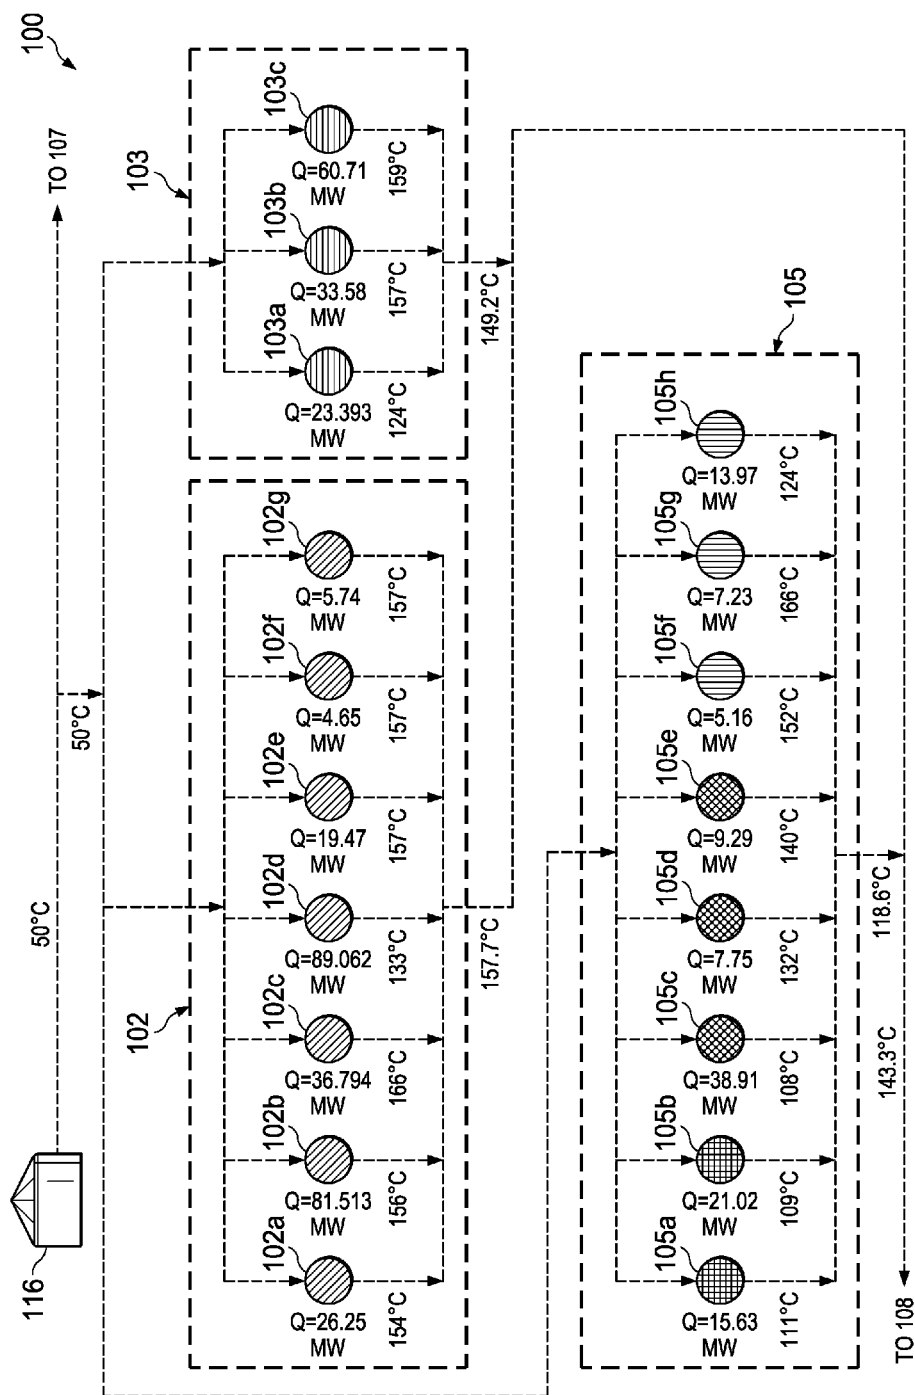 100
TO 107
50°C
50°C
116
103
103c
Q=60.71
MW
159°C
103b
Q=33.58
MW
157°C
103a
Q=23.393
MW
124°C
149.2°C
102
102g
Q=5.74
MW
157°C
102f
Q=4.65
MW
157°C
102e
Q=19.47
MW
157°C
102d
Q=89.062
MW
133°C
102c
Q=36.794
MW
166°C
102b
Q=81.513
MW
156°C
102a
Q=26.25
MW
154°C
157.7°C
105
105h
Q=13.97
MW
124°C
105g
Q=7.23
MW
166°C
105f
Q=5.16
MW
152°C
105e
Q=9.29
MW
140°C
105d
Q=7.75
MW
132°C
105c
Q=38.91
MW
108°C
105b
Q=21.02
MW
109°C
105a
Q=15.63
MW
111°C
118.6°C
143.3°C
TO 108